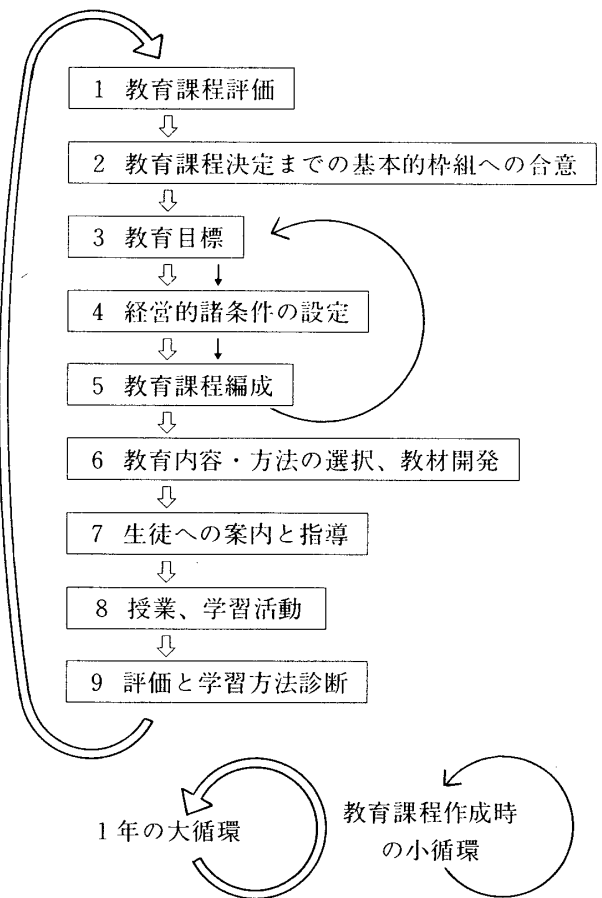 1 教育課程評価
2 教育課程決定までの基本的枠組への合意
3 教育目標
4 経営的諸条件の設定
5 教育課程編成
6 教育内容・方法の選択、教材開発
7 生徒への案内と指導
8 授業、学習活動
9 評価と学習方法診断
1年の大循環
教育課程作成時
の小循環